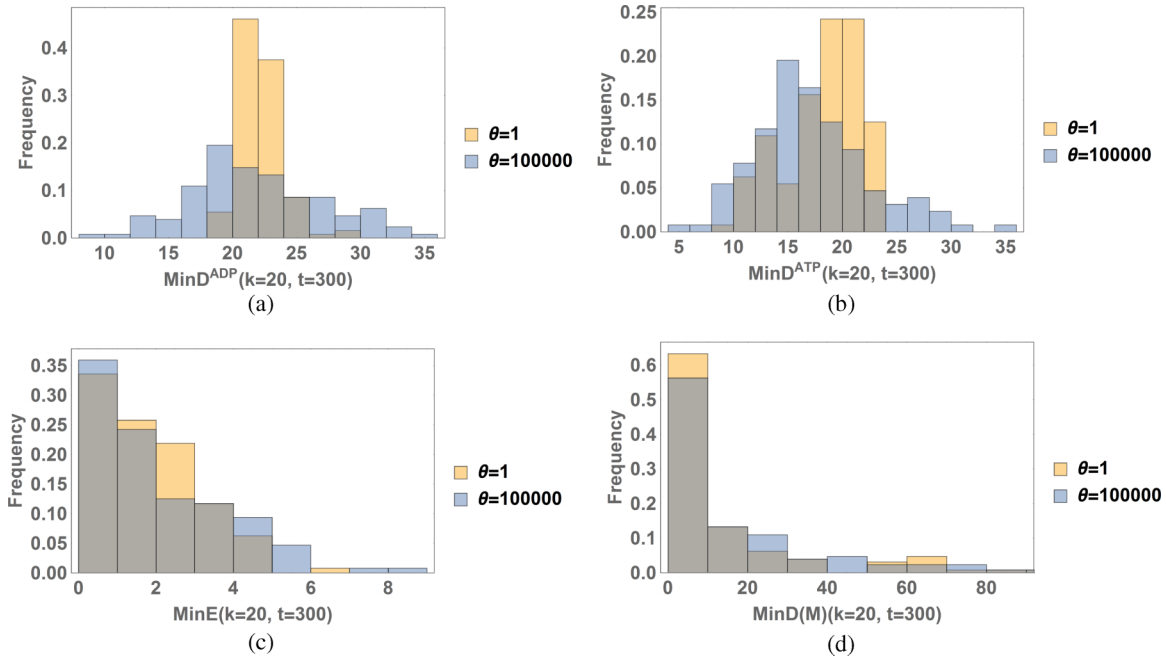 0.4
0.3
0.2
0.1
0.0
Frequency
10 15 20 25 30 35
MinD^ADP(k=20, t=300)
θ=1
θ=100000
(a)
0.25
0.20
0.15
0.10
0.05
0.00
Frequency
5 10 15 20 25 30 35
MinD^ATP(k=20, t=300)
θ=1
θ=100000
(b)
0.35
0.30
0.25
0.20
0.15
0.10
0.05
0.00
Frequency
0 2 4 6 8
MinE(k=20, t=300)
θ=1
θ=100000
(c)
0.6
0.5
0.4
0.3
0.2
0.1
0.0
Frequency
0 20 40 60 80
MinD(M)(k=20, t=300)
θ=1
θ=100000
(d)